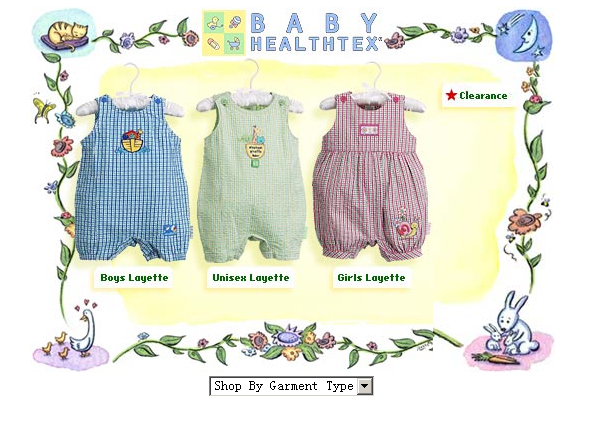 BABY
HEALTHTEX
Clearance
Boys Layette
Unisex Layette
Girls Layette
Shop By Garment Type